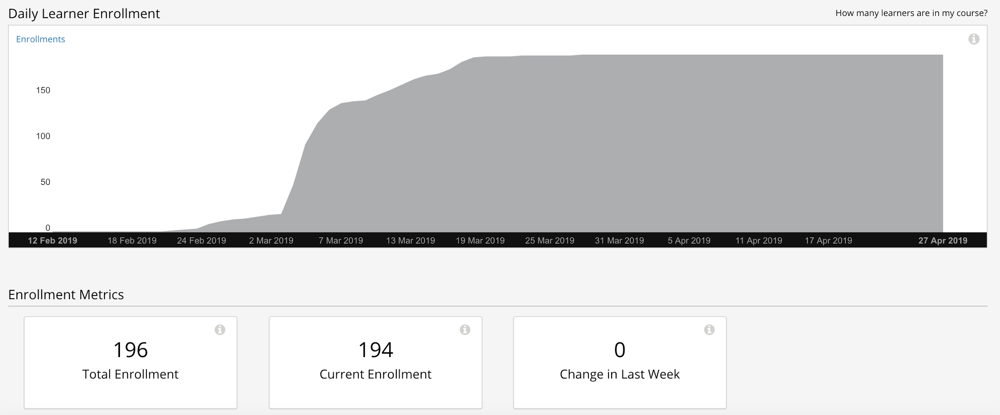 Daily Learner Enrollment
How many learners are in my course?
Enrollments
150
100
50
0
12 Feb 2019 18 Feb 2019 24 Feb 2019 2 Mar 2019 7 Mar 2019 13 Mar 2019 19 Mar 2019 25 Mar 2019 31 Mar 2019 5 Apr 2019 11 Apr 2019 17 Apr 2019 27 Apr 2019
Enrollment Metrics
196
Total Enrollment
194
Current Enrollment
0
Change in Last Week